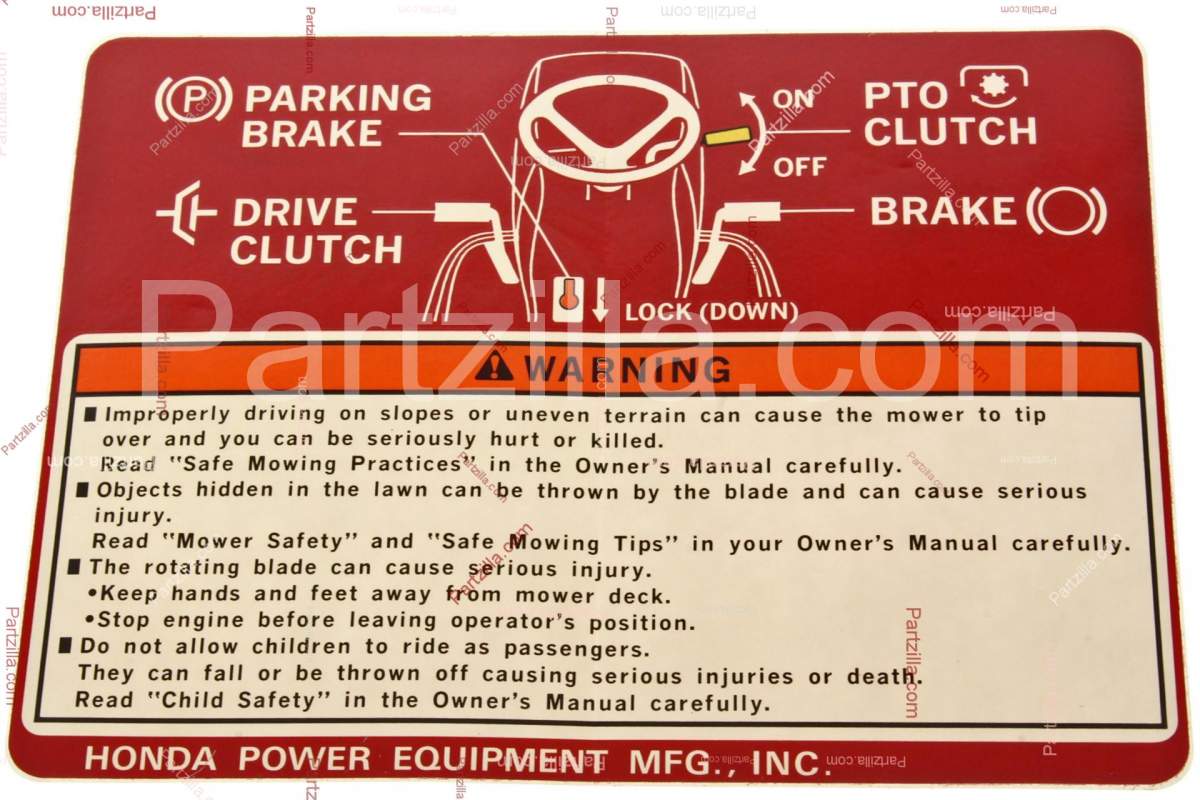 PARKING
BRAKE
DRIVE
CLUTCH
ON
OFF
PTO
CLUTCH
BRAKE
LOCK (DOWN)
P
Partzilla.com
WARNING
■ Improperly driving on slopes or uneven terrain can cause the mower to tip
over and you can be seriously hurt or killed.
Read "Safe Mowing Practices" in the Owner's Manual carefully.
■ Objects hidden in the lawn can be thrown by the blade and can cause serious
injury.
Read "Mower Safety" and "Safe Mowing Tips" in your Owner's Manual carefully.
■ The rotating blade can cause serious injury.
•Keep hands and feet away from mower deck.
•Stop engine before leaving operator's position.
■ Do not allow children to ride as passengers.
They can fall or be thrown off causing serious injuries or death.
Read "Child Safety" in the Owner's Manual carefully.
HONDA POWER EQUIPMENT MFG., INC.